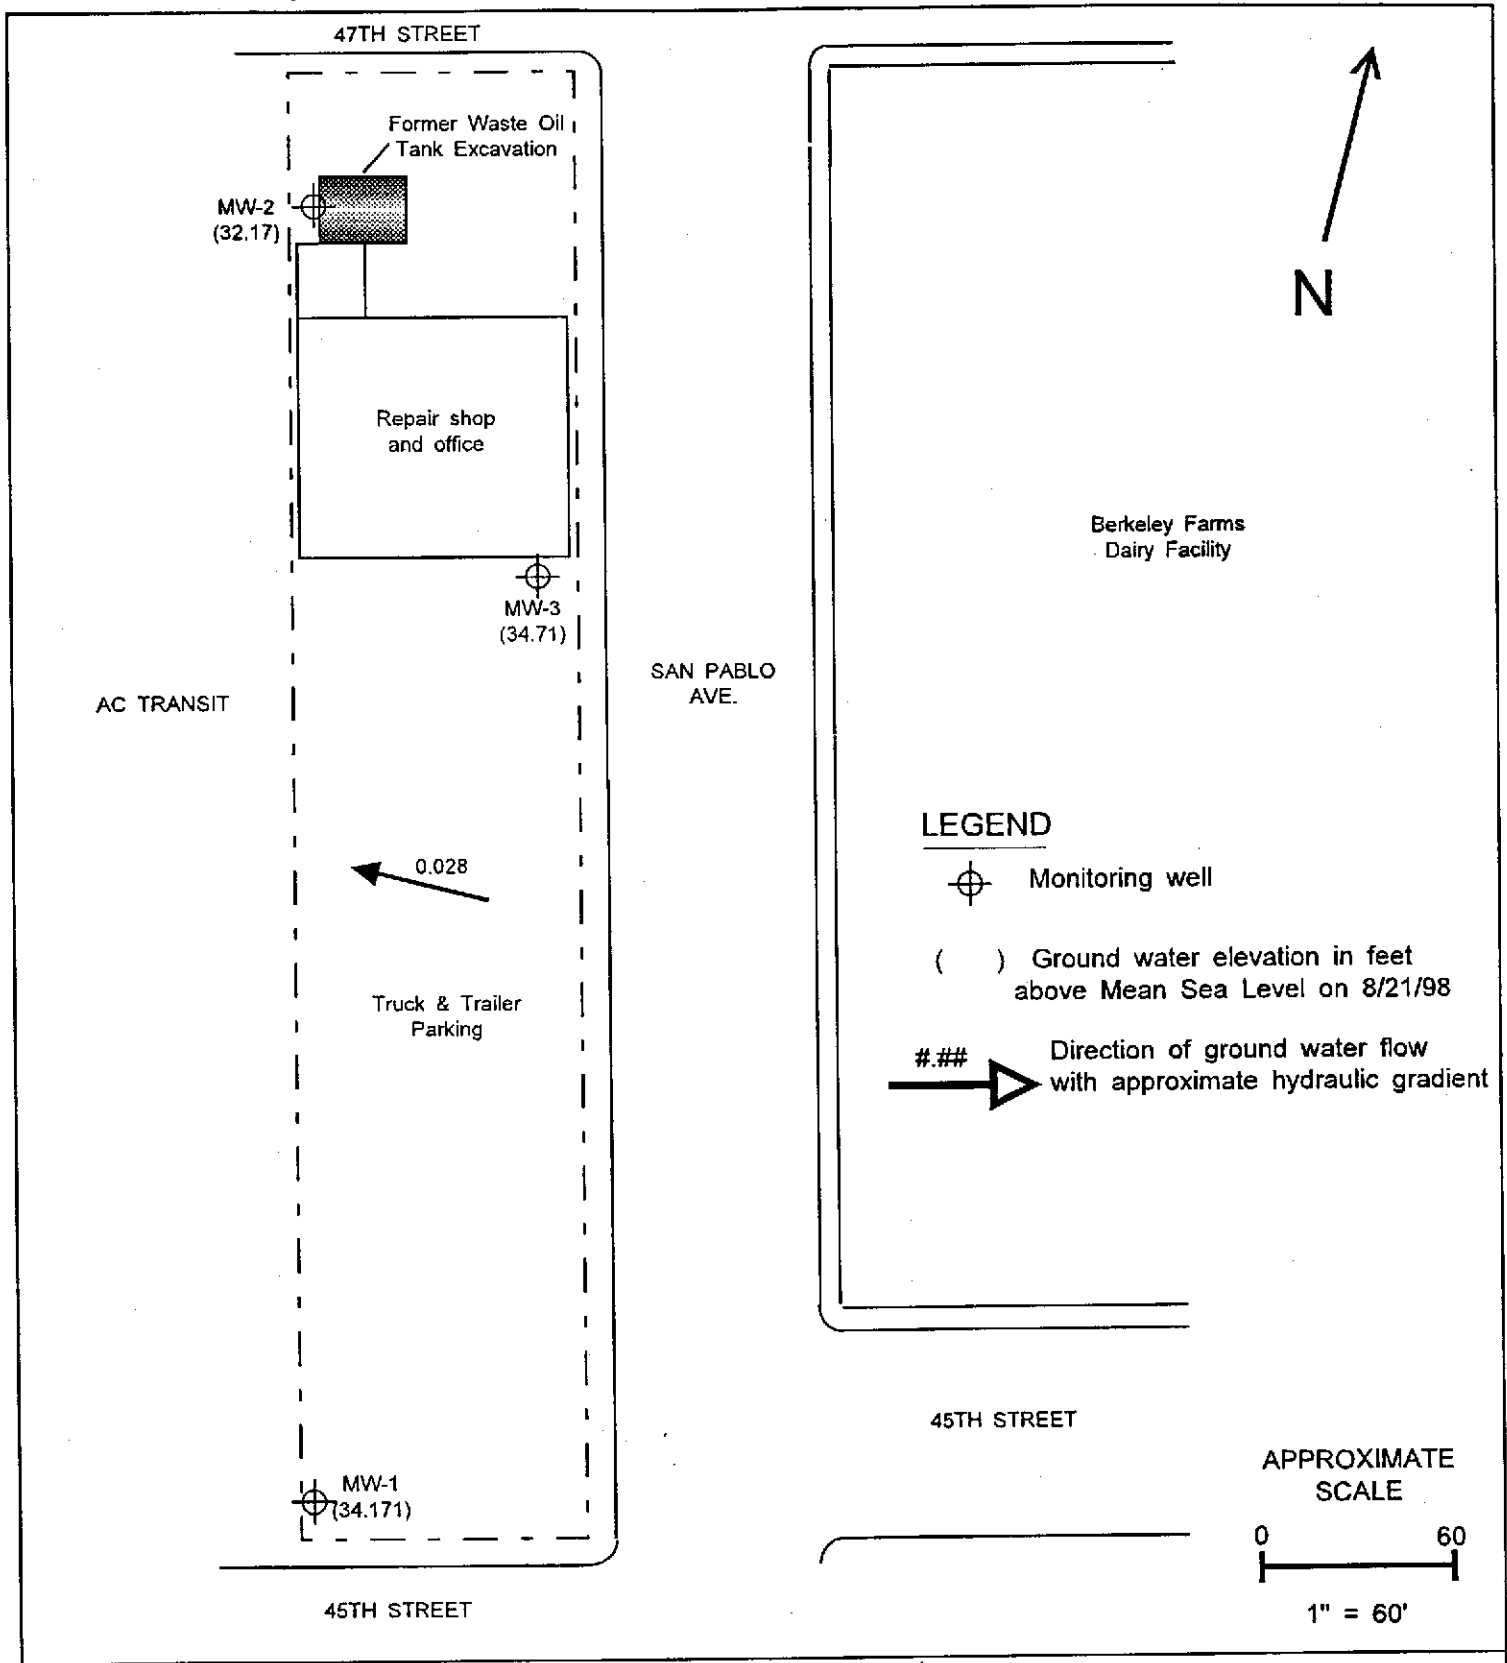 47TH STREET
Former Waste Oil
Tank Excavation
MW-2
(32.17)
N
Repair shop
and office
Berkeley Farms
Dairy Facility
MW-3
(34.71)
SAN PABLO
AVE.
AC TRANSIT
LEGEND
0.028
Monitoring well
( ) Ground water elevation in feet
above Mean Sea Level on 8/21/98
Truck & Trailer
Parking
#.##
Direction of ground water flow
with approximate hydraulic gradient
45TH STREET
APPROXIMATE
SCALE
MW-1
(34.171)
0 60
1" = 60'
45TH STREET